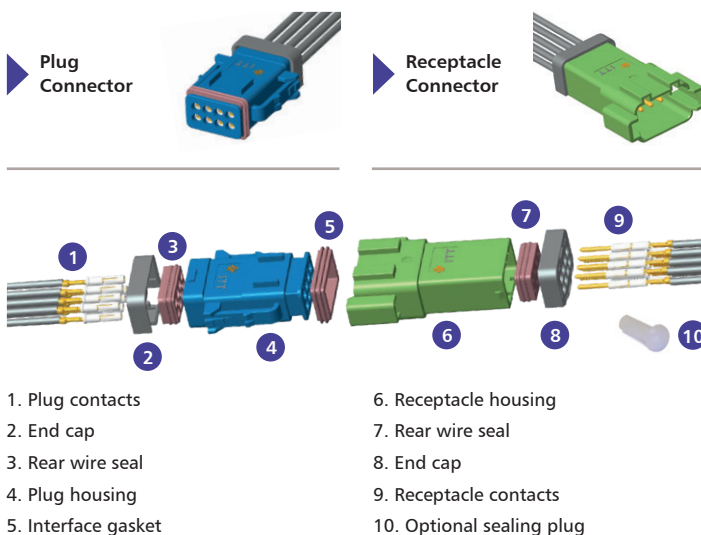 Plug
Connector
Receptacle
Connector
1
3
5
7
9
2
4
6
8
10
1. Plug contacts
2. End cap
3. Rear wire seal
4. Plug housing
5. Interface gasket
6. Receptacle housing
7. Rear wire seal
8. End cap
9. Receptacle contacts
10. Optional sealing plug